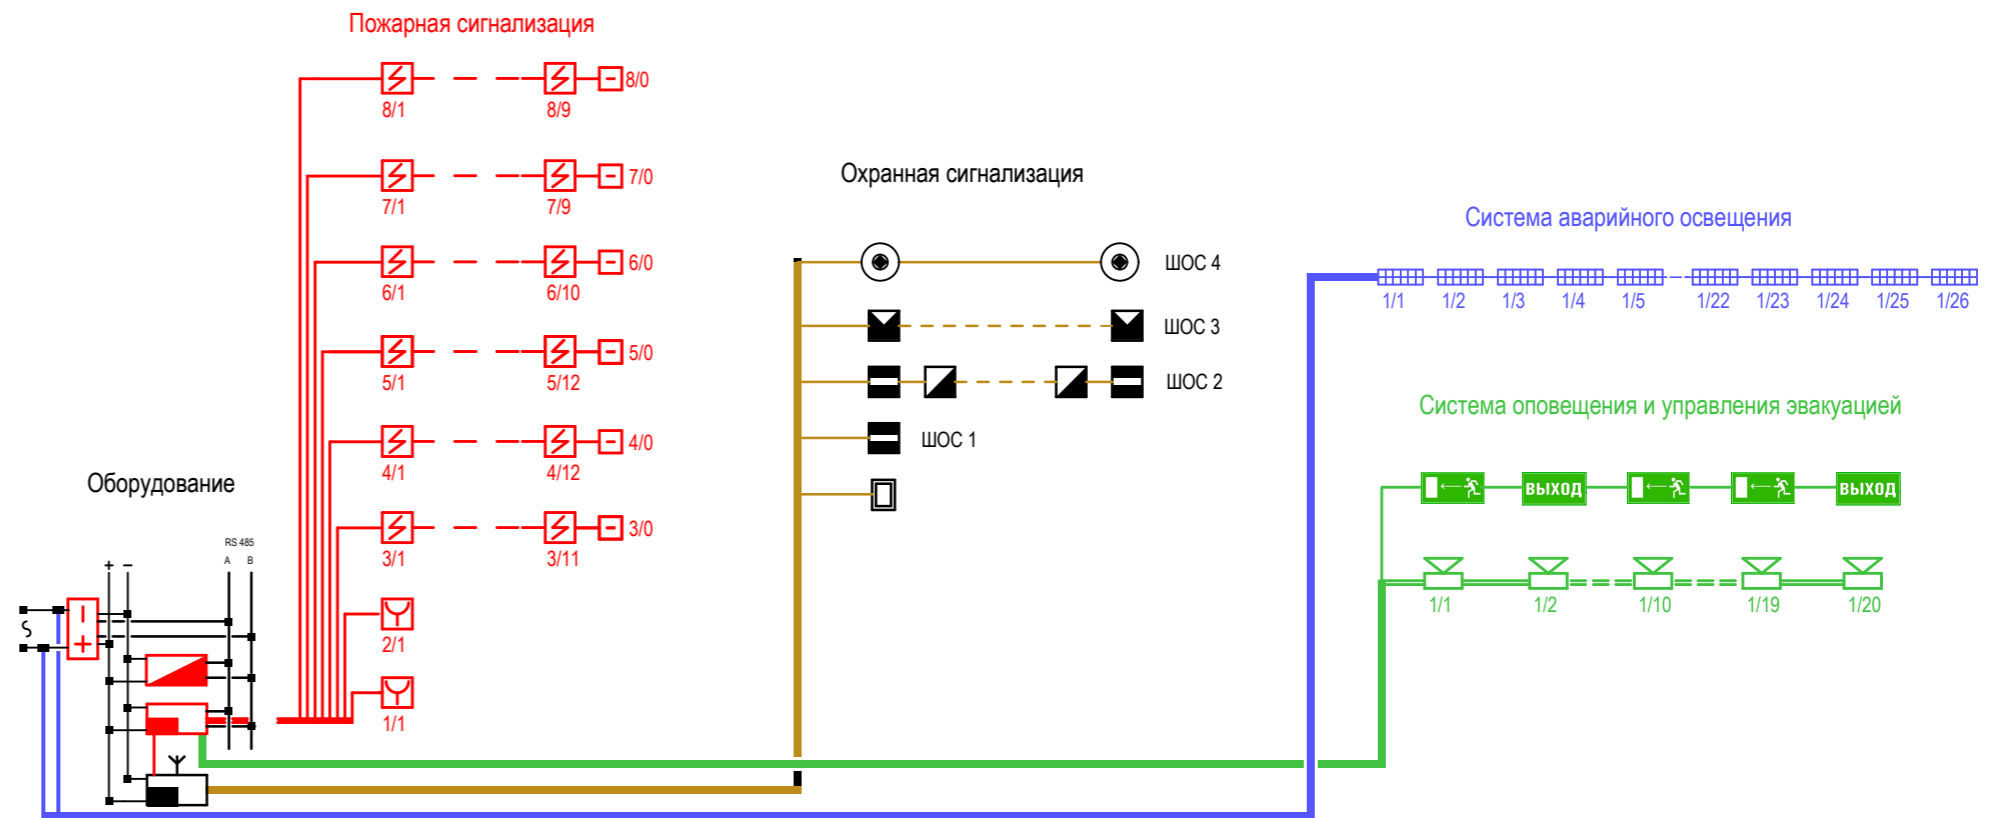 Пожарная сигнализация
8/0
8/1 8/9
7/0
7/1 7/9
6/0
6/1 6/10
5/0
5/1 5/12
4/0
4/1 4/12
3/0
3/1 3/11
2/1
1/1
Оборудование
RS 485
A B
+ −
− +
Охранная сигнализация
ШОС 4
ШОС 3
ШОС 2
ШОС 1
Система аварийного освещения
1/1 1/2 1/3 1/4 1/5 1/22 1/23 1/24 1/25 1/26
Система оповещения и управления эвакуацией
ВЫХОД ВЫХОД
1/1 1/2 1/10 1/19 1/20